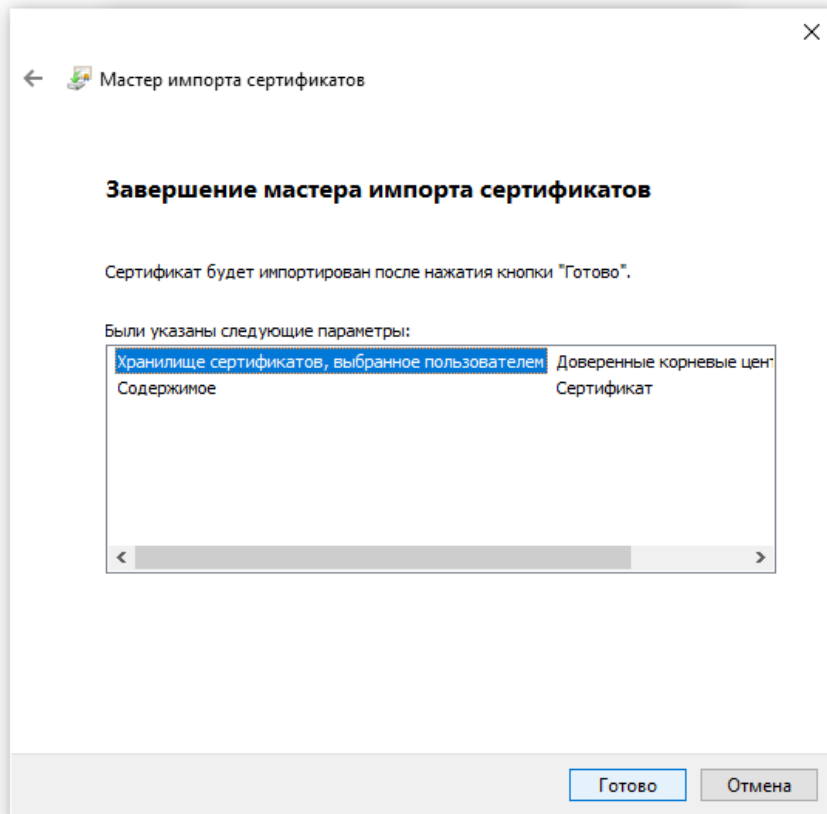 Мастер импорта сертификатов
Завершение мастера импорта сертификатов
Сертификат будет импортирован после нажатия кнопки "Готово".
Были указаны следующие параметры:
Хранилище сертификатов, выбранное пользователем Доверенные корневые цент
Содержимое Сертификат
Готово Отмена